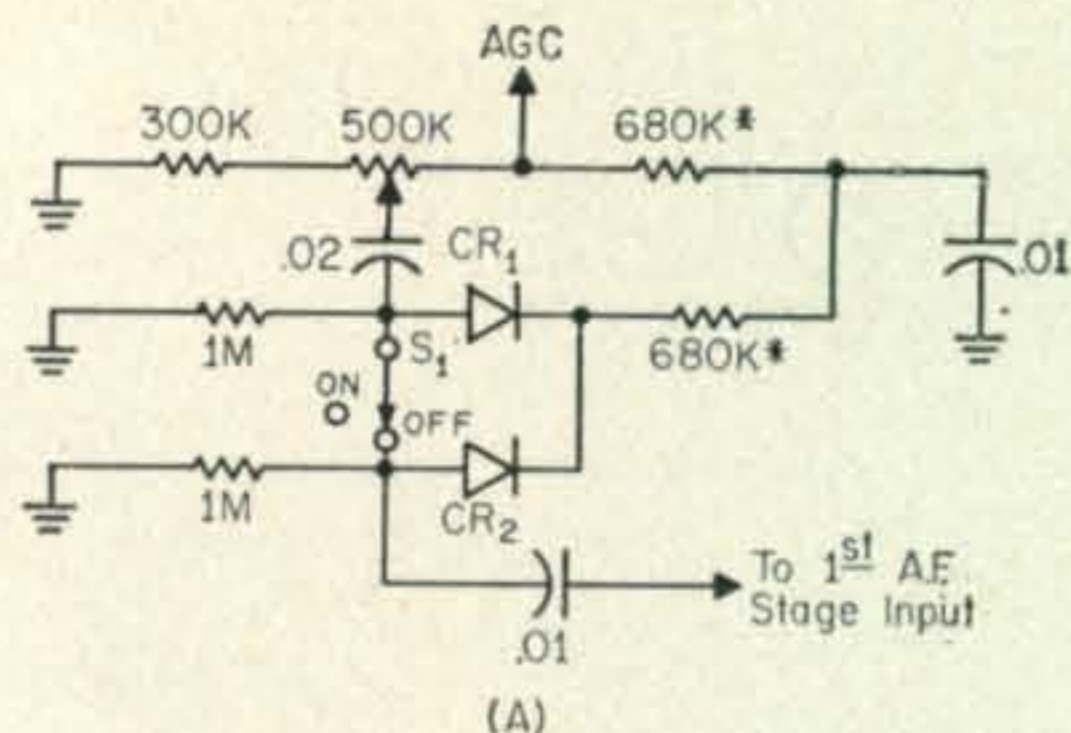 AGC
300K 500K 680K*
.02 CR1 .01
1M S1 680K*
ON
OFF
1M CR2
To 1st A.F.
Stage Input
.01
(A)